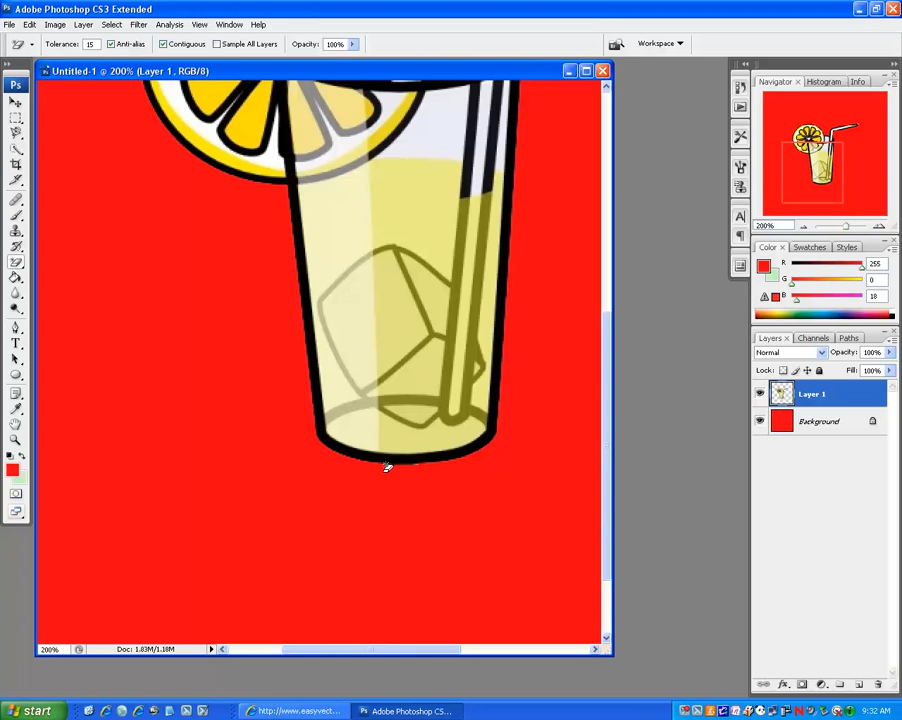 Adobe Photoshop CS3 Extended
File Edit Image Layer Select Filter Analysis View Window Help
Tolerance: 15 Anti-alias Contiguous Sample All Layers Opacity: 100% Workspace
Untitled-1 @ 200% (Layer 1, RGB/8)
Ps
Navigator Histogram Info
200%
Color Swatches Styles
R 255
G 0
B 18
Layers Channels Paths
Normal Opacity: 100%
Lock: Fill: 100%
Layer 1
Background
200% Doc: 1.83M/1.18M
start http://www.easyvect... Adobe Photoshop CS... 9:32 AM